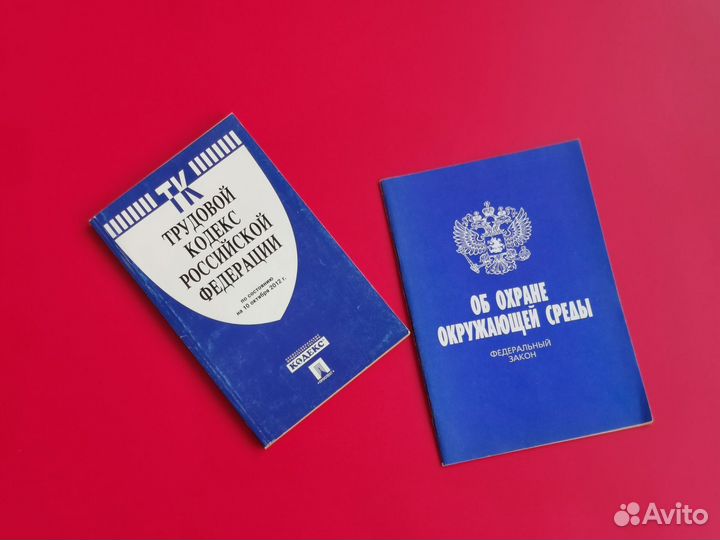 ТК
ТРУДОВОЙ
КОДЕКС
РОССИЙСКОЙ
ФЕДЕРАЦИИ
по состоянию
на 10 октября 2012 г.
КОДЕКС
ОБ ОХРАНЕ
ОКРУЖАЮЩЕЙ СРЕДЫ
ФЕДЕРАЛЬНЫЙ
ЗАКОН
Avito